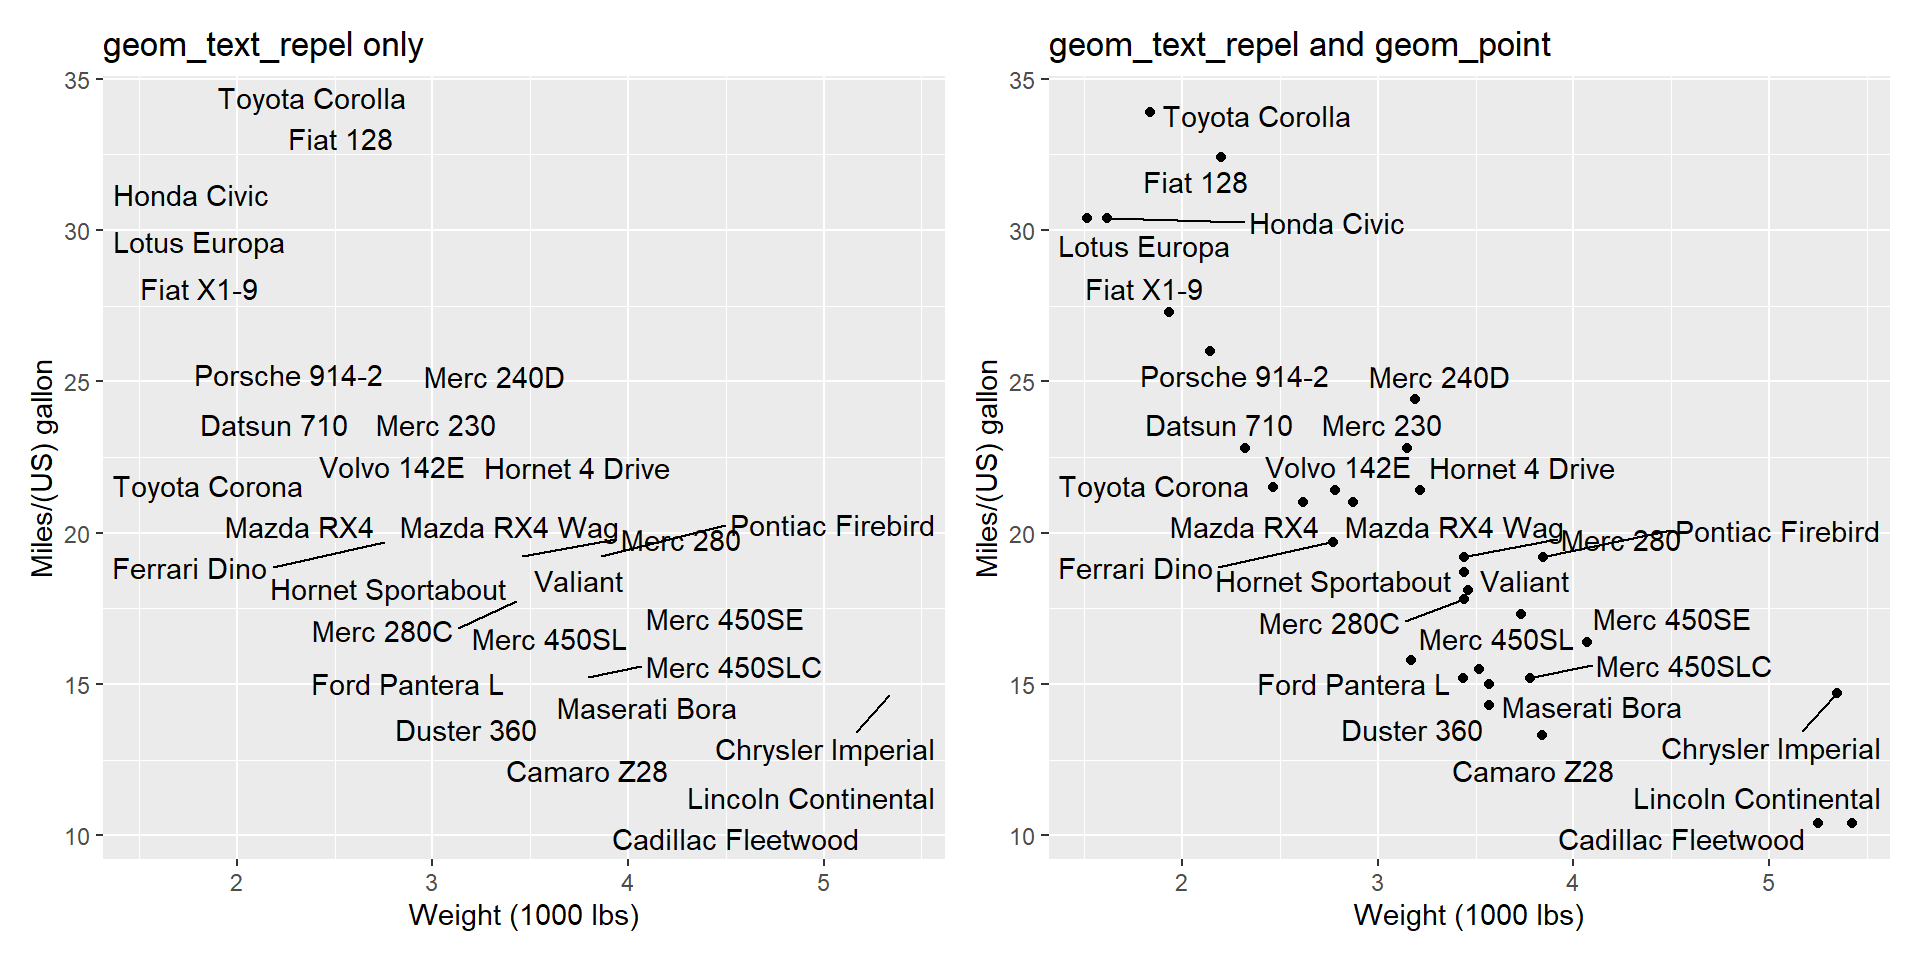 geom_text_repel only
Miles/(US) gallon
35
30
25
20
15
10
Toyota Corolla
Fiat 128
Honda Civic
Lotus Europa
Fiat X1-9
Porsche 914-2
Merc 240D
Datsun 710
Merc 230
Volvo 142E
Hornet 4 Drive
Toyota Corona
Mazda RX4
Mazda RX4 Wag
Pontiac Firebird
Merc 280
Ferrari Dino
Hornet Sportabout
Valiant
Merc 280C
Merc 450SE
Merc 450SL
Merc 450SLC
Ford Pantera L
Maserati Bora
Duster 360
Chrysler Imperial
Camaro Z28
Lincoln Continental
Cadillac Fleetwood
2
3
4
5
Weight (1000 lbs)
geom_text_repel and geom_point
Miles/(US) gallon
35
30
25
20
15
10
Toyota Corolla
Fiat 128
Honda Civic
Lotus Europa
Fiat X1-9
Porsche 914-2
Merc 240D
Datsun 710
Merc 230
Volvo 142E
Hornet 4 Drive
Toyota Corona
Mazda RX4
Mazda RX4 Wag
Pontiac Firebird
Merc 280
Ferrari Dino
Hornet Sportabout
Valiant
Merc 280C
Merc 450SE
Merc 450SL
Merc 450SLC
Ford Pantera L
Maserati Bora
Duster 360
Chrysler Imperial
Camaro Z28
Lincoln Continental
Cadillac Fleetwood
2
3
4
5
Weight (1000 lbs)